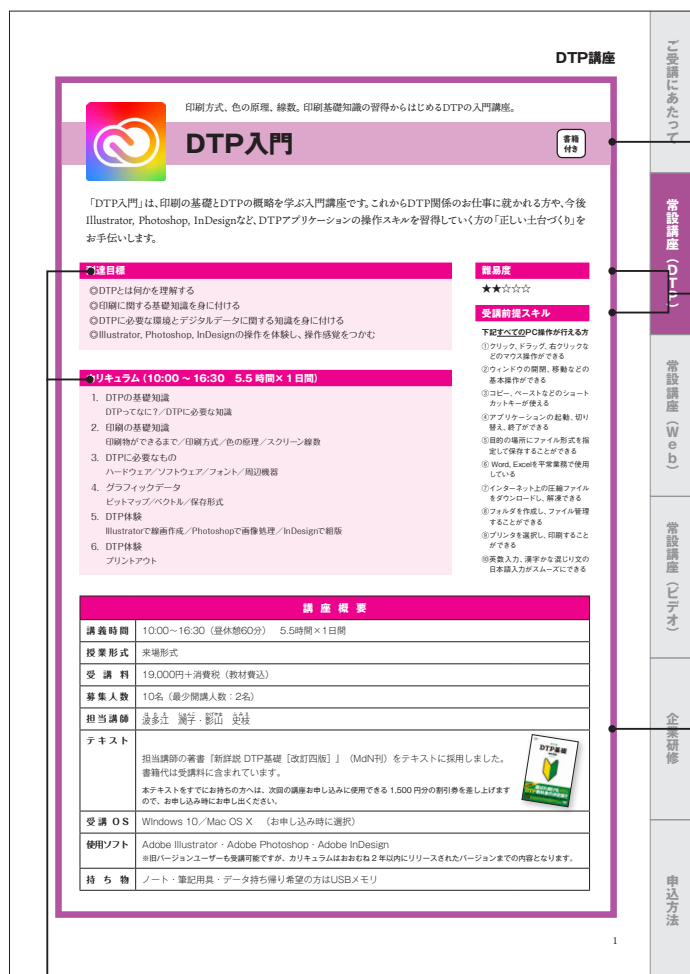 DTP講座
印刷方式、色の原理、線数。印刷基礎知識の習得からはじめるDTPの入門講座。
DTP入門
書籍
付き
「DTP入門」は、印刷の基礎とDTPの概略を学ぶ入門講座です。これからDTP関係のお仕事に就かれる方や、今後
Illustrator, Photoshop, InDesignなど、DTPアプリケーションの操作スキルを習得していく方の「正しい土台づくり」を
お手伝いします。
到達目標
◎DTPとは何かを理解する
◎印刷に関する基礎知識を身に付ける
◎DTPに必要な環境とデジタルデータに関する知識を身に付ける
◎Illustrator, Photoshop, InDesignの操作を体験し、操作感覚をつかむ
カリキュラム（10:00 ～ 16:30　5.5 時間×１日間）
1. DTPの基礎知識
DTPってなに？／DTPに必要な知識
2. 印刷の基礎知識
印刷物ができるまで／印刷方式／色の原理／スクリーン線数
3. DTPに必要なもの
ハードウェア／ソフトウェア／フォント／周辺機器
4. グラフィックデータ
ビットマップ／ベクトル／保存形式
5. DTP体験
Illustratorで線画作成／Photoshopで画像処理／InDesignで組版
6. DTP体験
プリントアウト
難易度
★★☆☆☆
受講前提スキル
下記すべてのPC操作が行える方
①クリック、ドラッグ、右クリックな
どのマウス操作ができる
②ウィンドウの開閉、移動などの
基本操作ができる
③コピー、ペーストなどのショート
カットキーが使える
④アプリケーションの起動、切り
替え、終了ができる
⑤目的の場所にファイル形式を指
定して保存することができる
⑥ Word, Excelを平常業務で使用
している
⑦インターネット上の圧縮ファイル
をダウンロードし、解凍できる
⑧フォルダを作成し、ファイル管理
することができる
⑨プリンタを選択し、印刷すること
ができる
⑩英数入力、漢字かな混じり文の
日本語入力がスムーズにできる
講座概要
講義時間 10:00～16:30（昼休憩60分）　5.5時間×１日間
授業形式 来場形式
受講料 19,000円＋消費税（教材費込）
募集人数 10名（最少開講人数：2名）
はたえ じゅんこ かげやま ふみえ
担当講師 波多江 潤子・影山 史枝
テキスト
担当講師の著書『新詳説 DTP基礎［改訂四版］』（MdN刊）をテキストに採用しました。
書籍代は受講料に含まれています。
本テキストをすでにお持ちの方へは、次回の講座お申し込みに使用できる 1,500 円分の割引券を差し上げます
ので、お申し込み時にお申し出ください。
DTP基礎
受講OS Windows 10／Mac OS X　（お申し込み時に選択）
使用ソフト Adobe Illustrator・Adobe Photoshop・Adobe InDesign
※旧バージョンユーザーも受講可能ですが、カリキュラムはおおむね２年以内にリリースされたバージョンまでの内容となります。
持ち物 ノート・筆記用具・データ持ち帰り希望の方はUSBメモリ
1
ご受講にあたって
常設講座（DTP）
常設講座（Web）
常設講座（ビデオ）
企業研修
申込方法